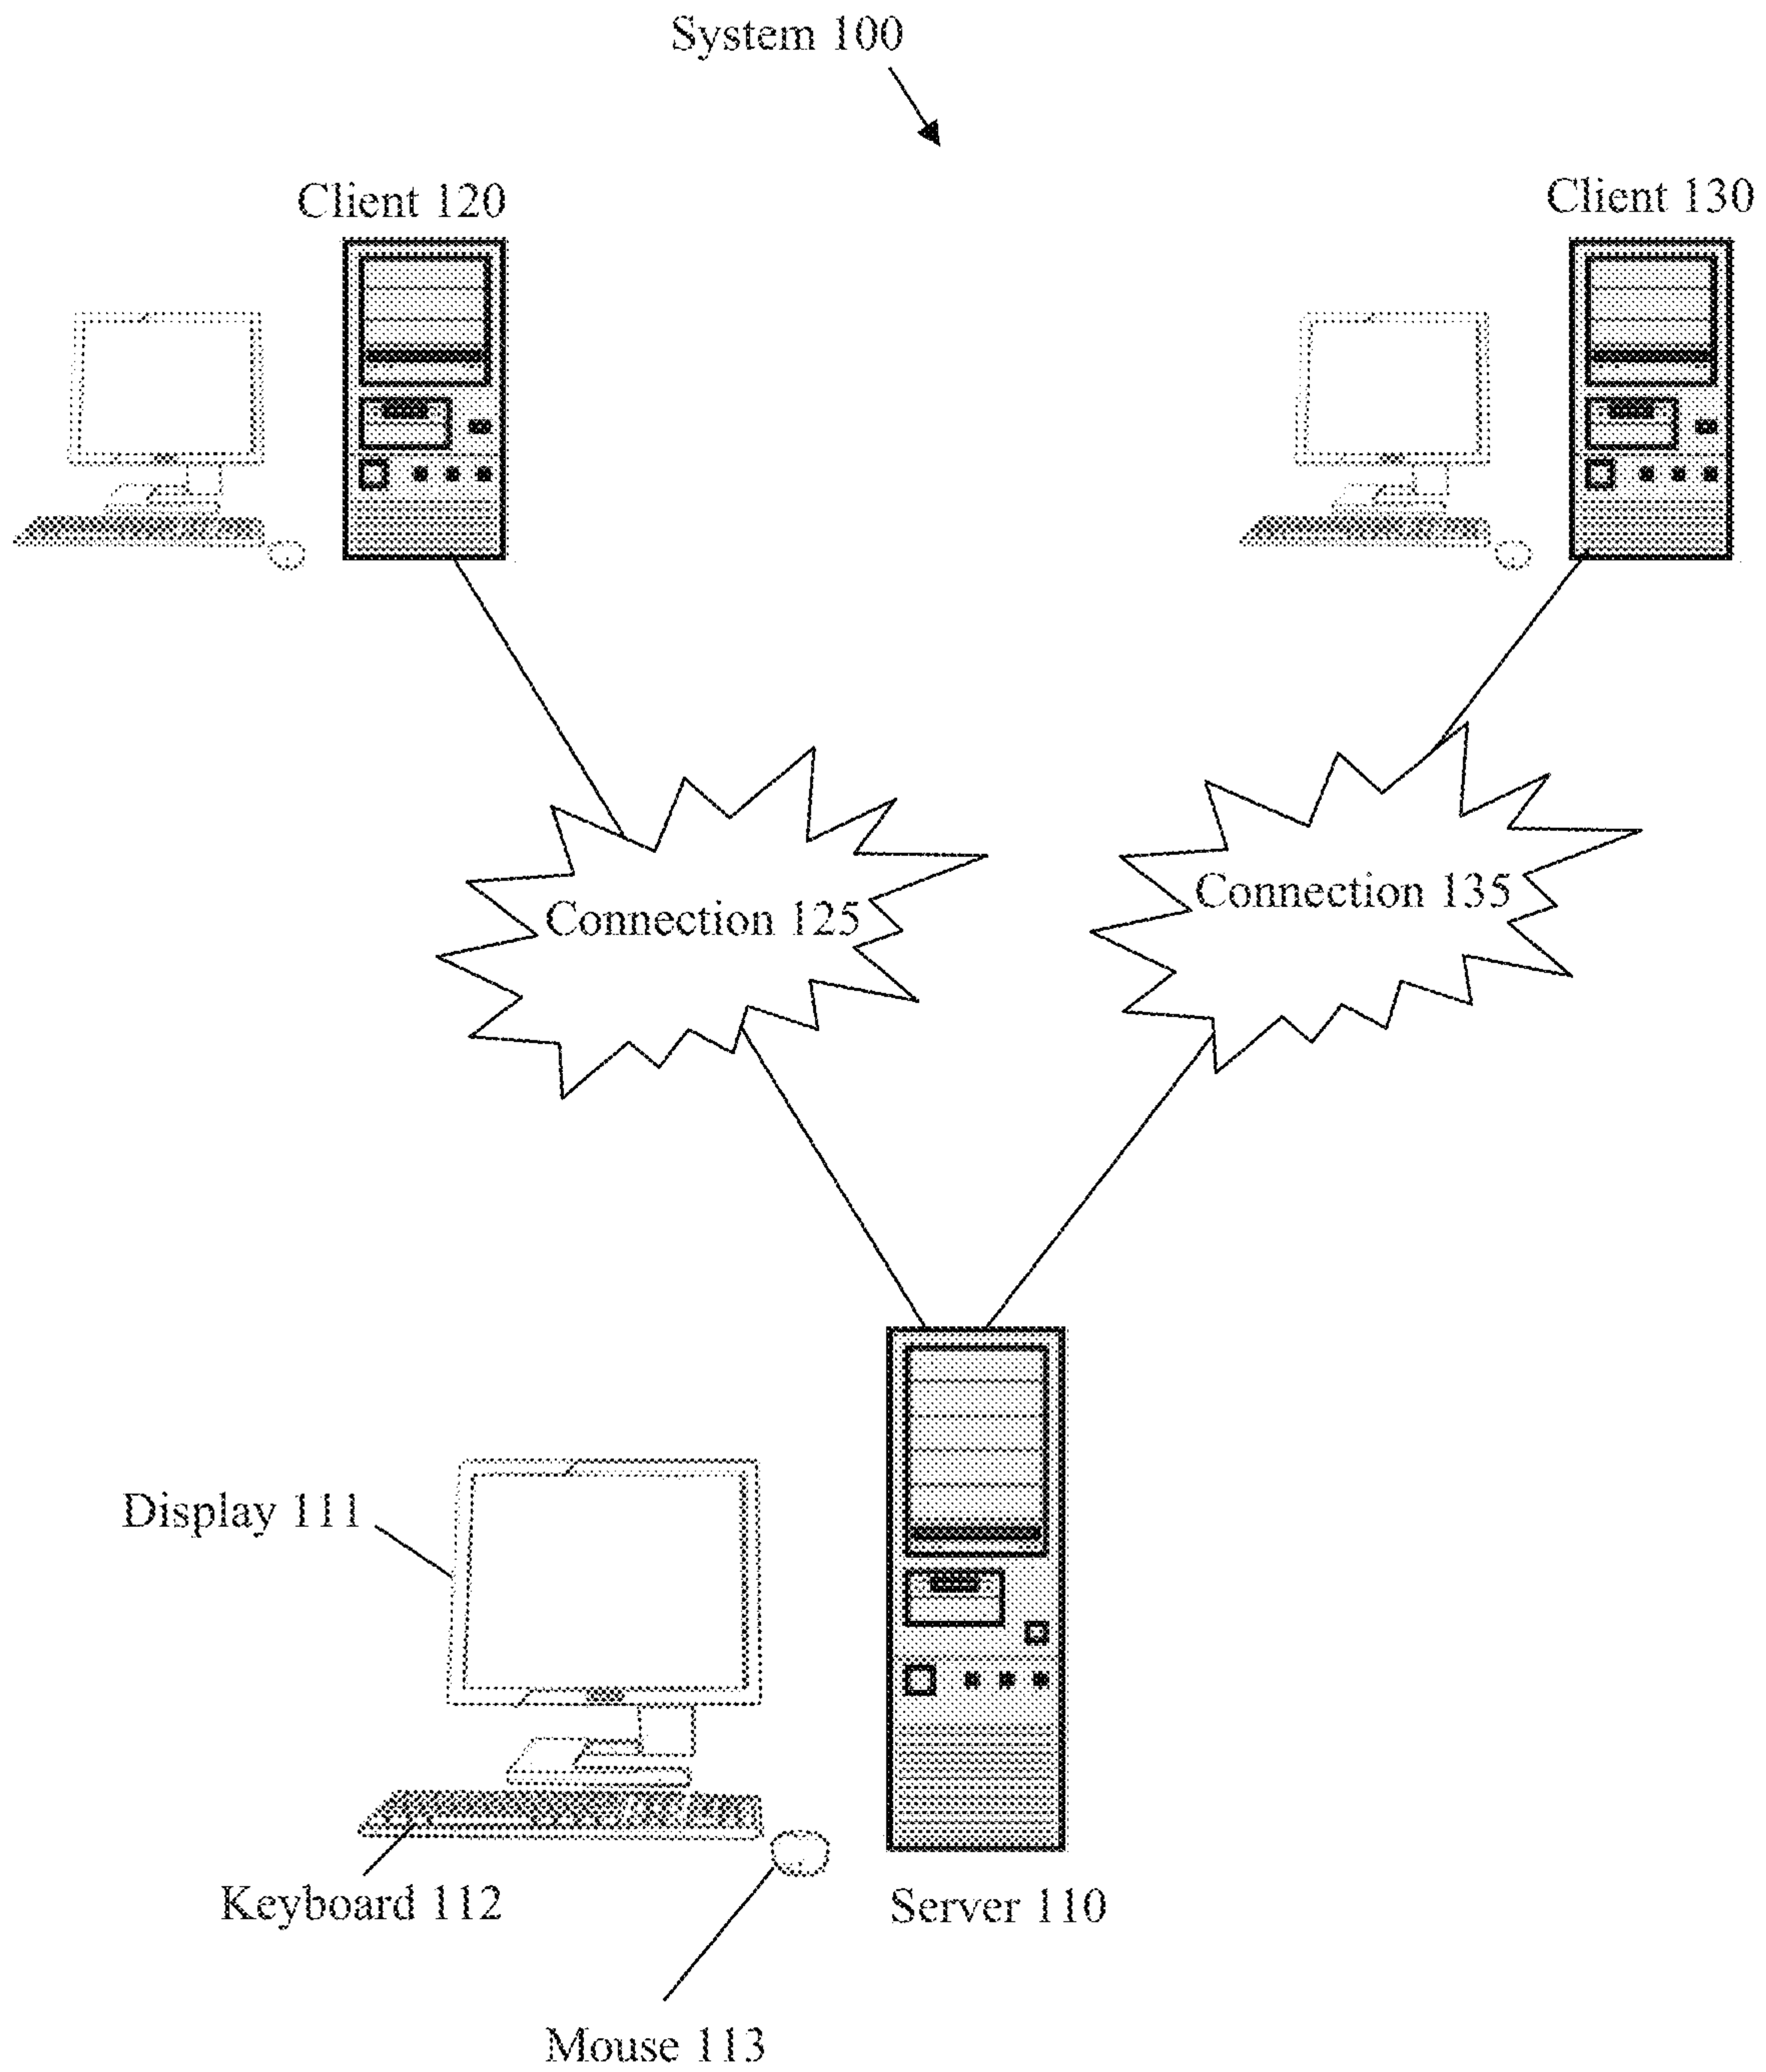 System 100
Client 120
Client 130
Connection 125
Connection 135
Display 111
Keyboard 112
Server 110
Mouse 113